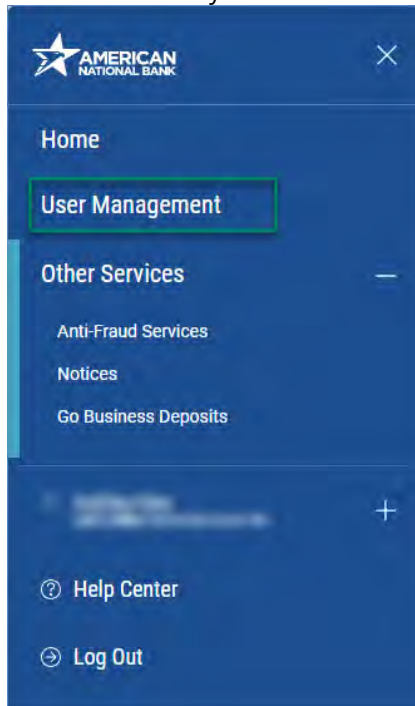 AMERICAN
NATIONAL BANK
Home
User Management
Other Services
Anti-Fraud Services
Notices
Go Business Deposits
Help Center
Log Out